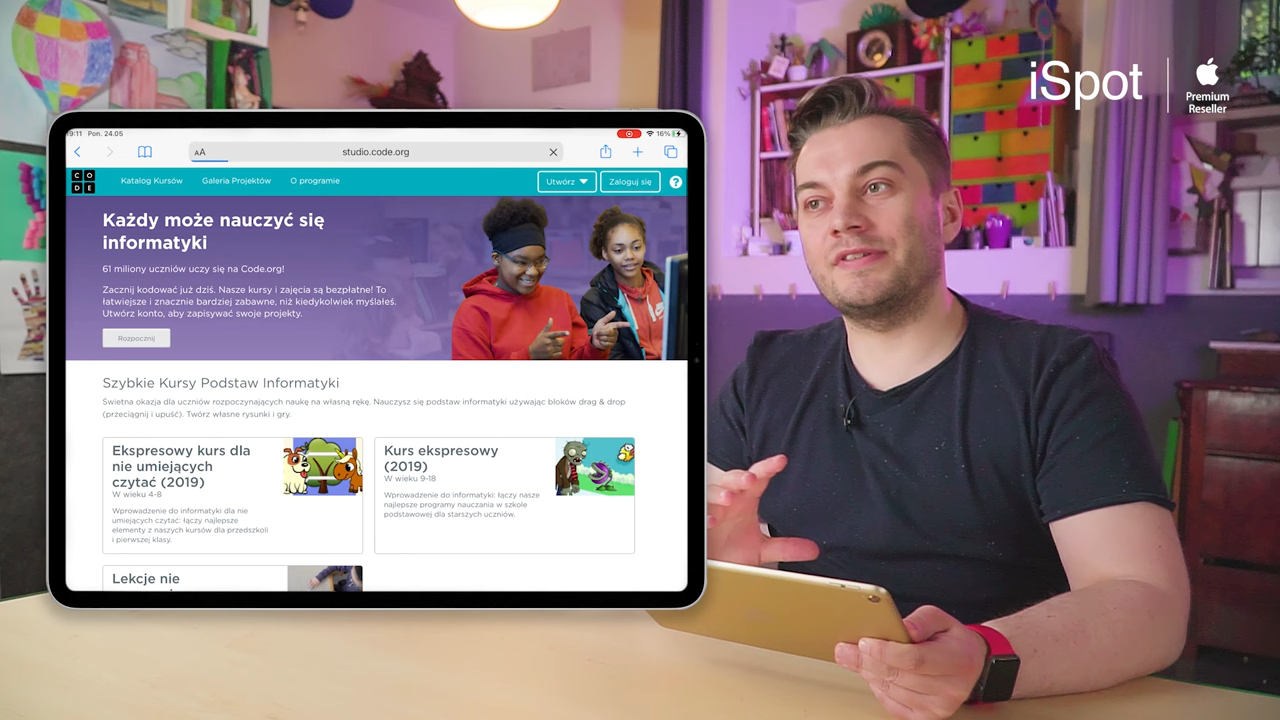 iSpot
Premium
Reseller
9:11 Pon. 24.05
16%
AA
studio.code.org
C O
D E
Katalog Kursów
Galeria Projektów
O programie
Utwórz
Zaloguj się
?
Każdy może nauczyć się
informatyki
61 miliony uczniów uczy się na Code.org!
Zacznij kodować już dziś. Nasze kursy i zajęcia są bezpłatne! To
łatwiejsze i znacznie bardziej zabawne, niż kiedykolwiek myślałeś.
Utwórz konto, aby zapisywać swoje projekty.
Rozpocznij
Szybkie Kursy Podstaw Informatyki
Świetna okazja dla uczniów rozpoczynających naukę na własną rękę. Nauczysz się podstaw informatyki używając bloków drag & drop
(przeciągnij i upuść). Twórz własne rysunki i gry.
Ekspresowy kurs dla
nie umiejących
czytać (2019)
W wieku 4-8
Wprowadzenie do informatyki dla nie
umiejących czytać: łączy najlepsze
elementy z naszych kursów dla przedszkoli
i pierwszej klasy.
Kurs ekspresowy
(2019)
W wieku 9-18
Wprowadzenie do informatyki: łączy nasze
najlepsze programy nauczania w szkole
podstawowej dla starszych uczniów.
Lekcje nie